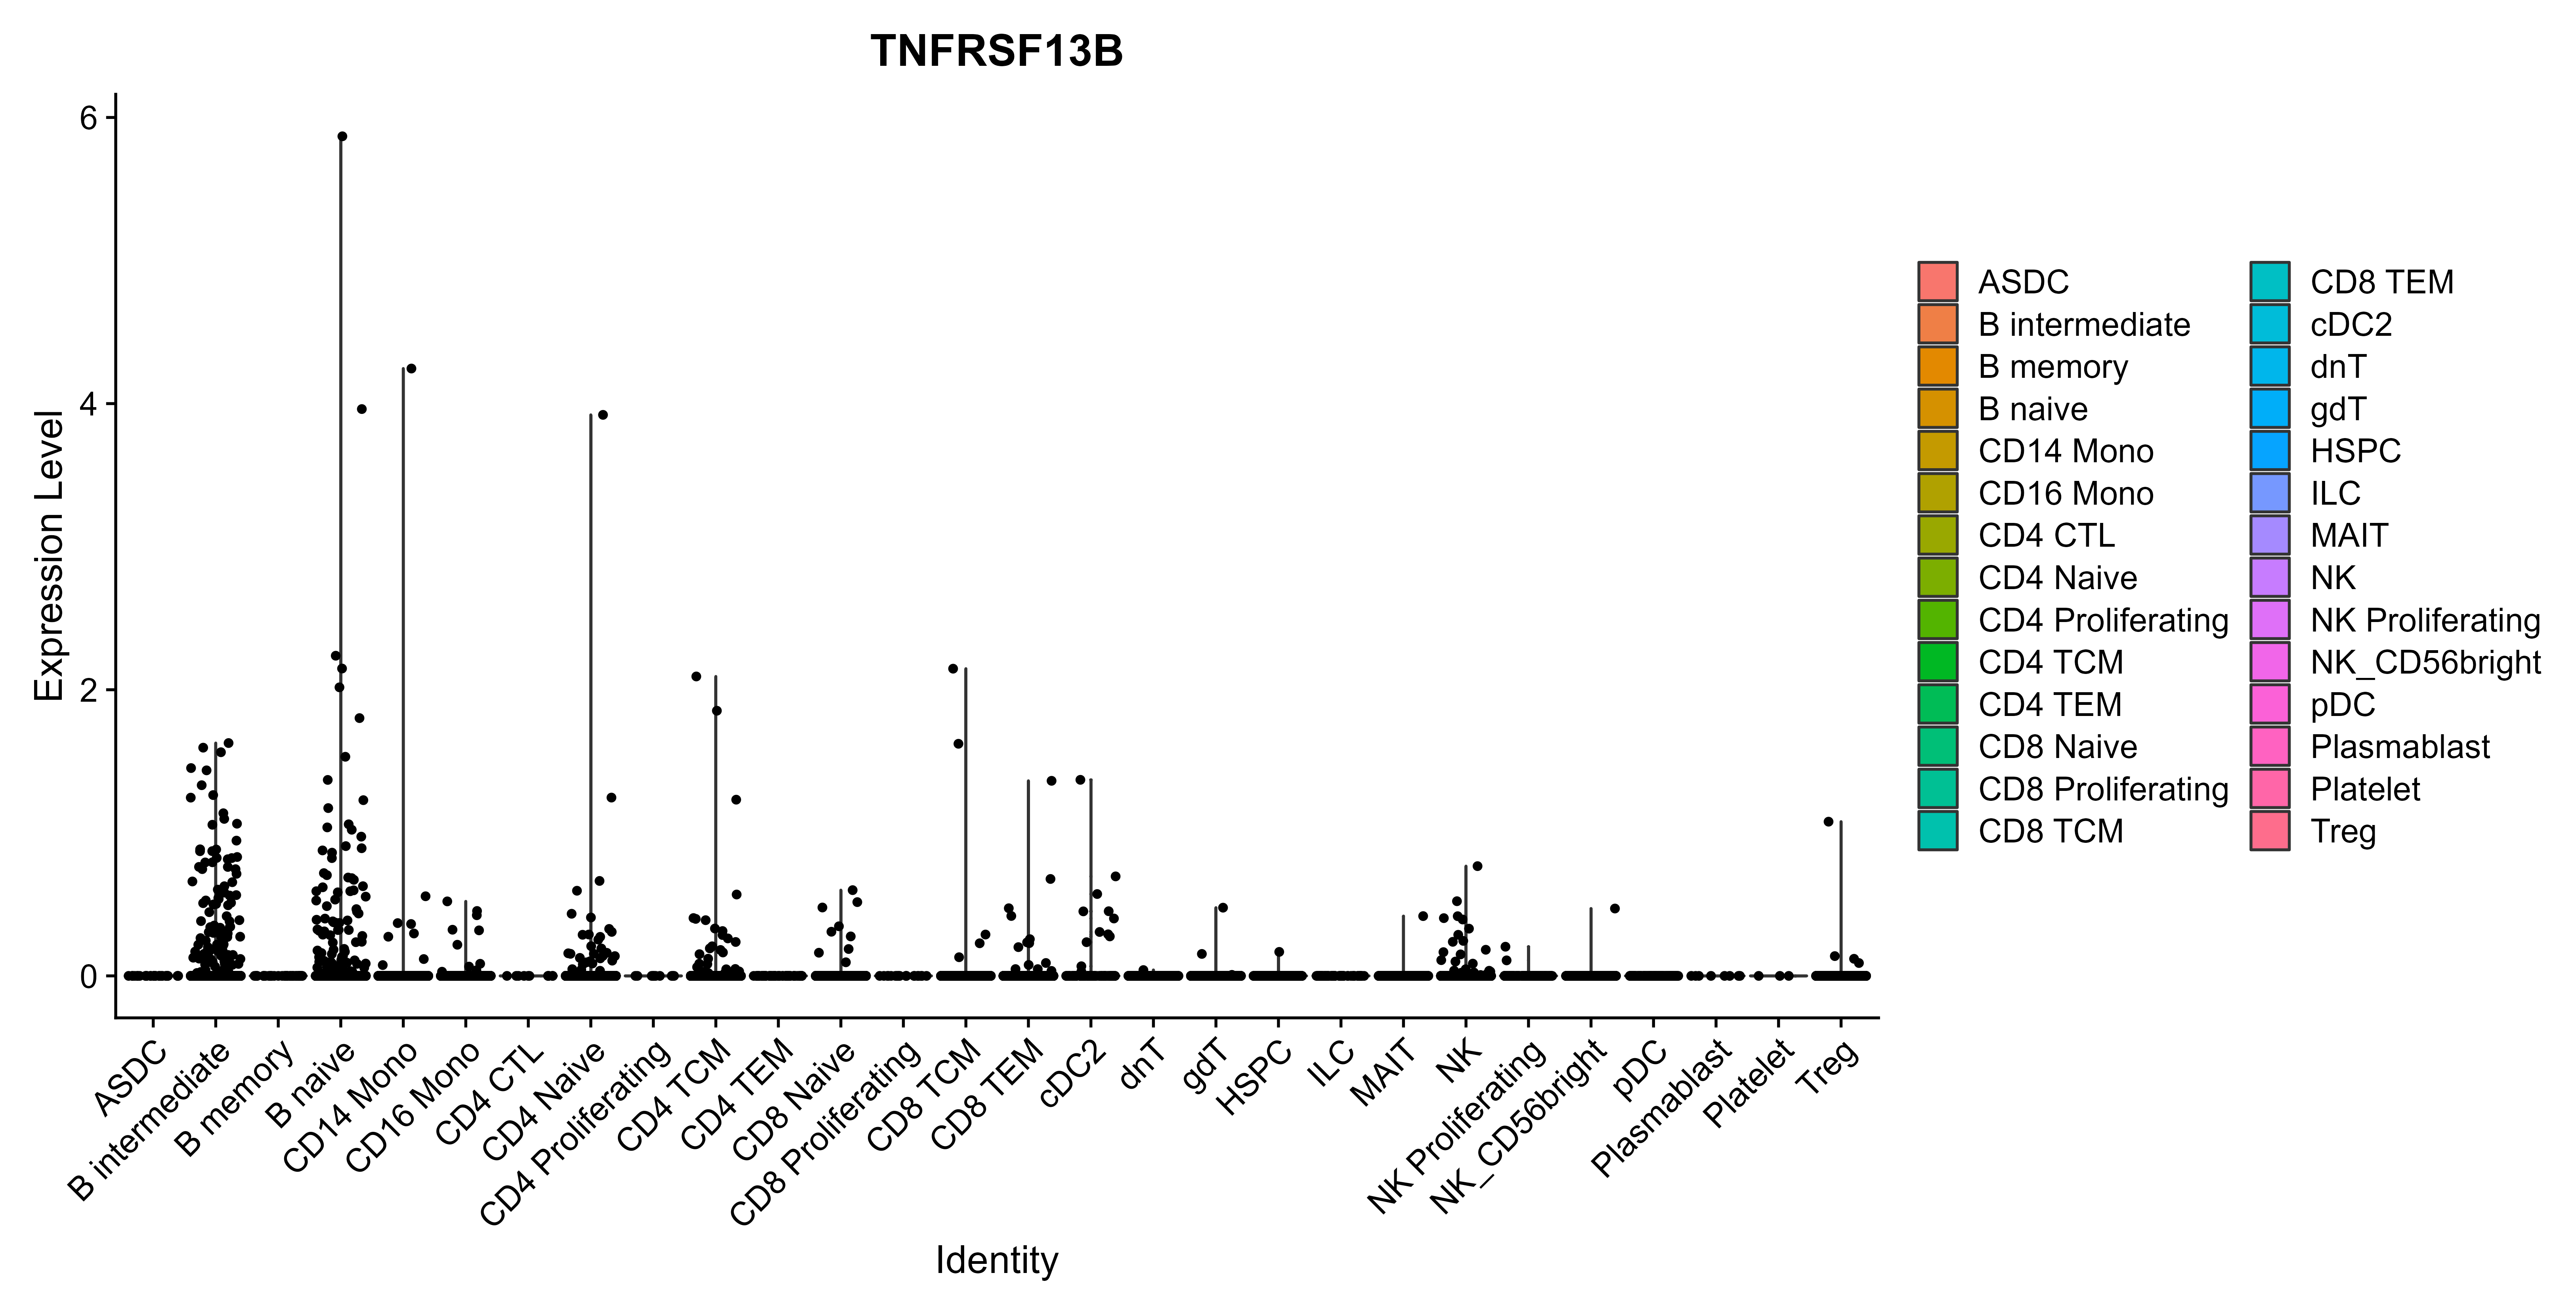 TNFRSF13B
Expression Level
6
4
2
0
ASDC
B intermediate
B memory
B naive
CD14 Mono
CD16 Mono
CD4 CTL
CD4 Naive
CD4 Proliferating
CD4 TCM
CD4 TEM
CD8 Naive
CD8 Proliferating
CD8 TCM
CD8 TEM
cDC2
dnT
gdT
HSPC
ILC
MAIT
NK
NK Proliferating
NK_CD56bright
pDC
Plasmablast
Platelet
Treg
Identity
ASDC
B intermediate
B memory
B naive
CD14 Mono
CD16 Mono
CD4 CTL
CD4 Naive
CD4 Proliferating
CD4 TCM
CD4 TEM
CD8 Naive
CD8 Proliferating
CD8 TCM
CD8 TEM
cDC2
dnT
gdT
HSPC
ILC
MAIT
NK
NK Proliferating
NK_CD56bright
pDC
Plasmablast
Platelet
Treg